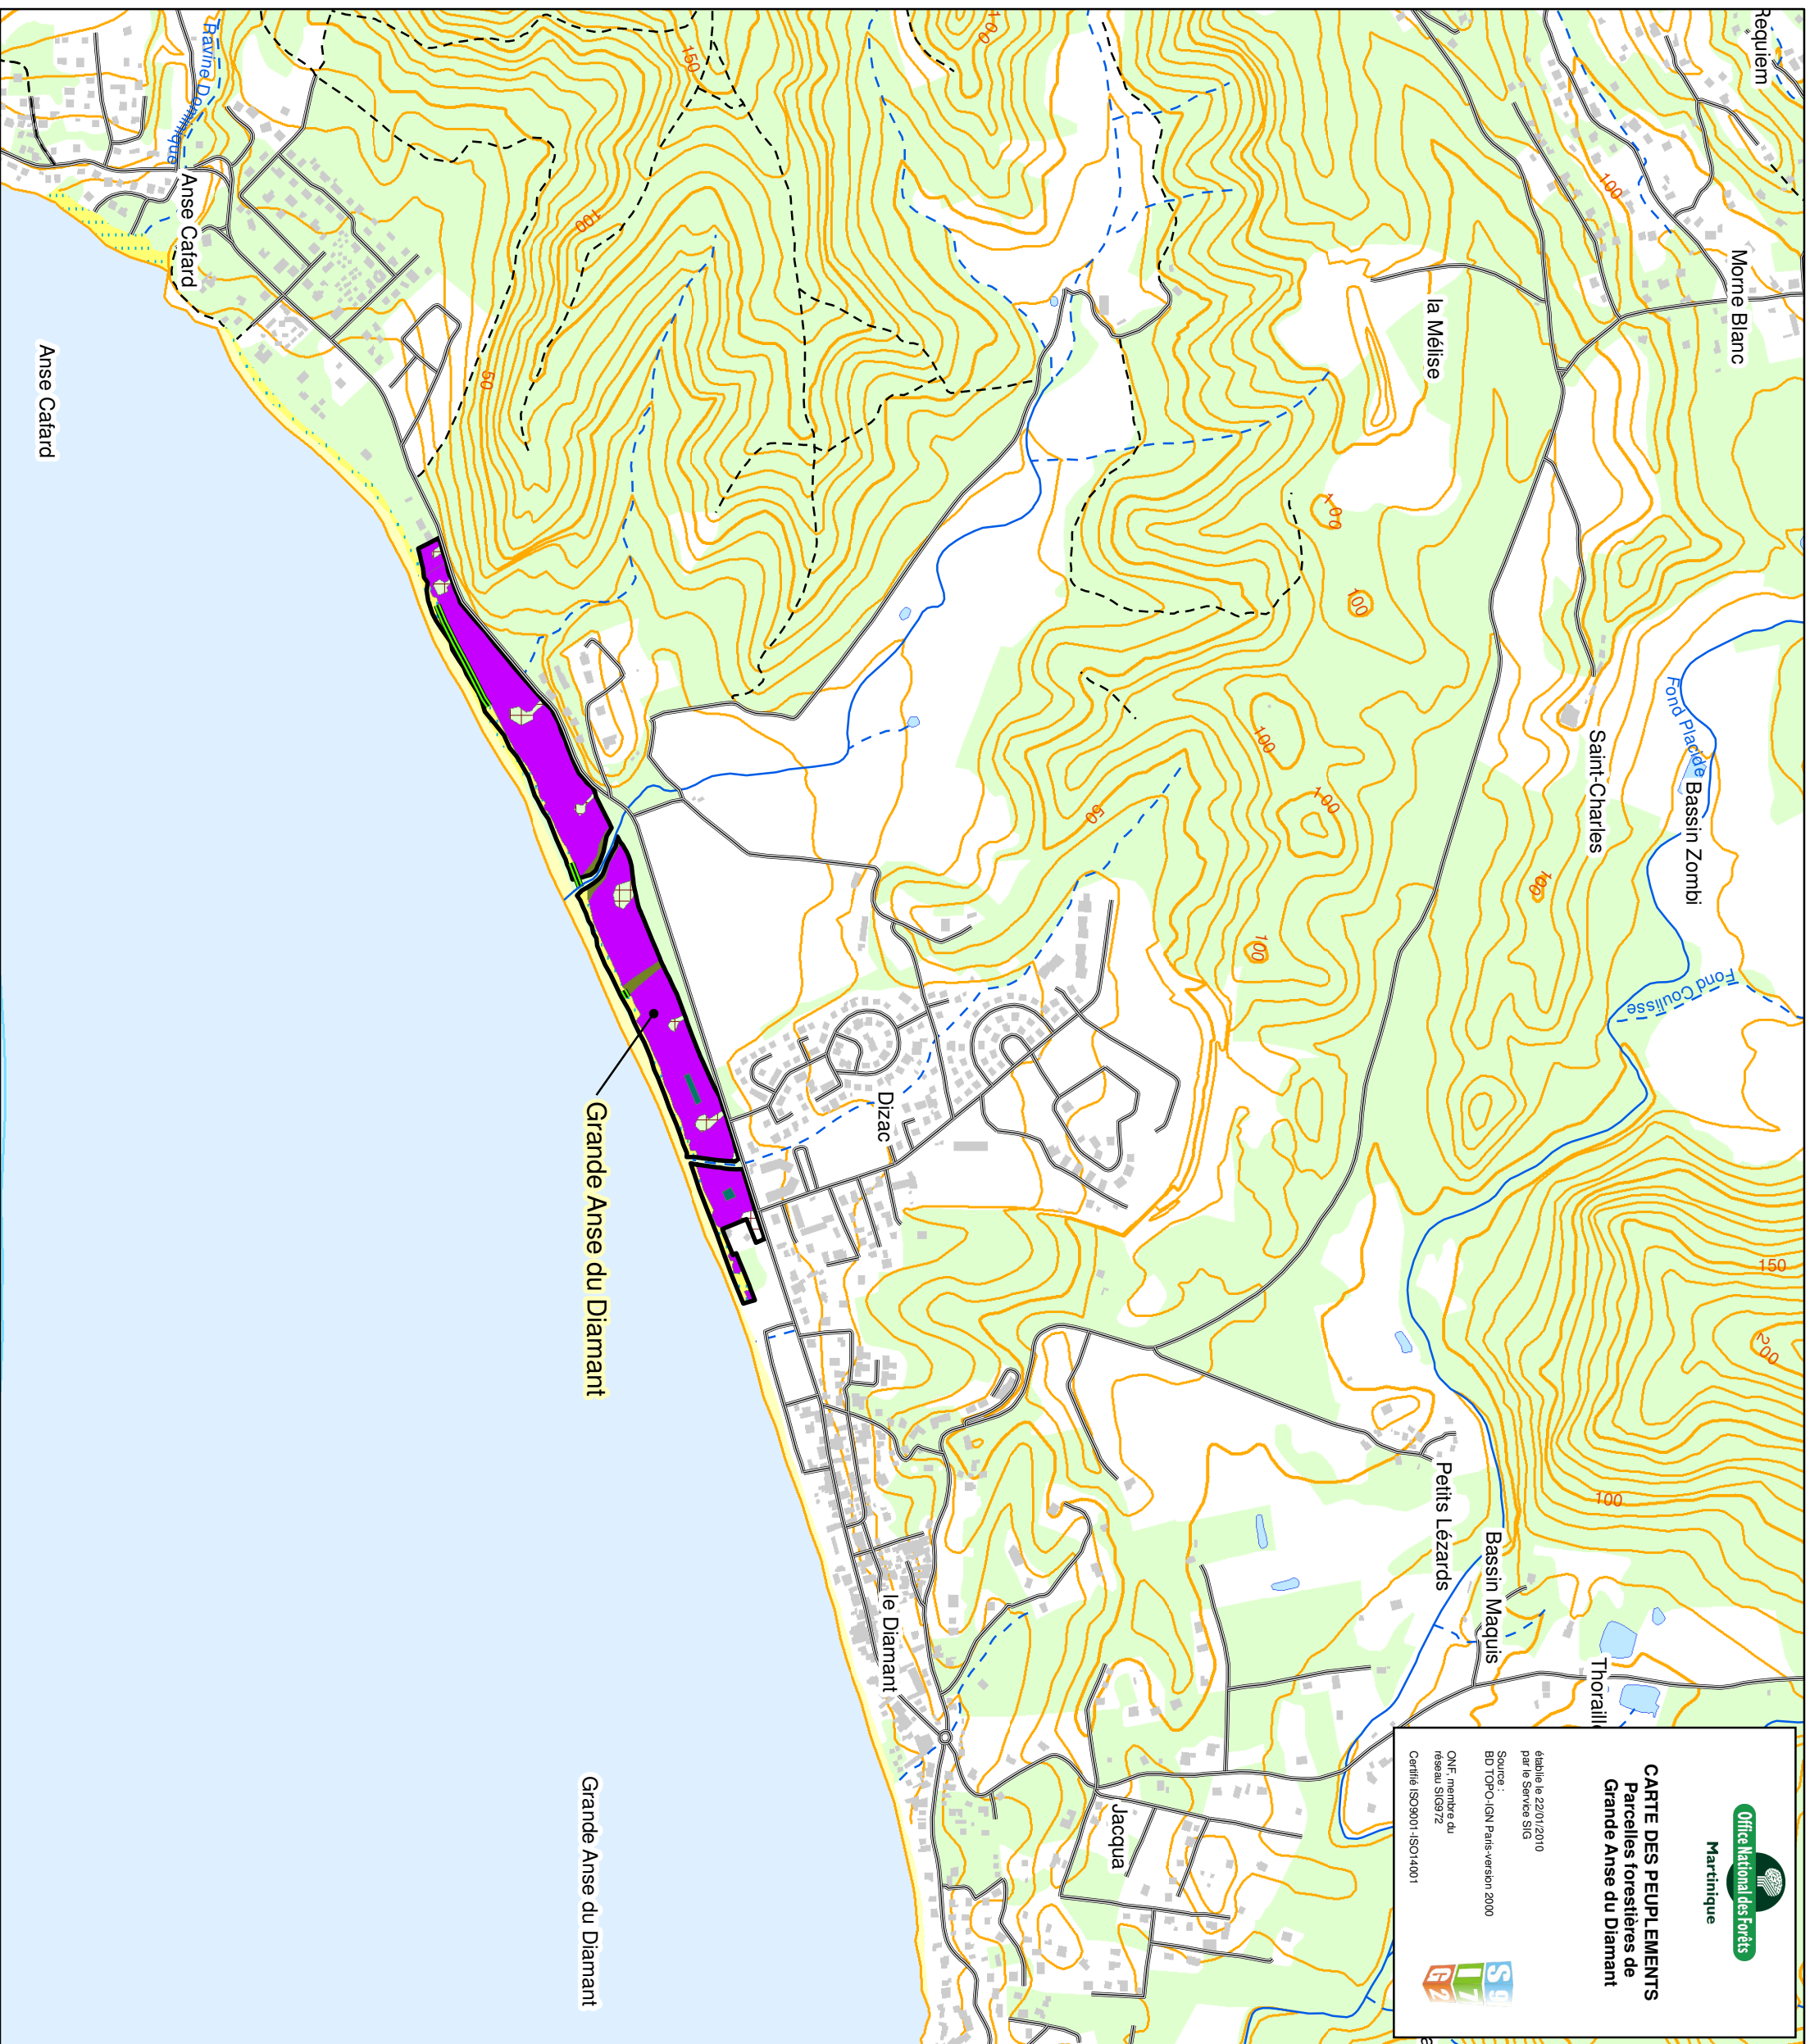 Office National des Forêts
Martinique
CARTE DES PEUPLEMENTS
Parcelles forestières de
Grande Anse du Diamant
établie le 22/01/2010
par le Service SIG
Source :
BD TOPO-IGN Paris-version 2000
ONF, membre du
réseau SIG972
Certifié ISO9001-ISO14001
Requiem
Morne Blanc
100
Fond Placide
Bassin Zombi
Fond Coulisse
150
200
100
Thoraille
Saint-Charles
100
Bassin Maquis
Petits Lézards
la Mélise
100
100
100
100
100
Jacqua
50
100
150
100
50
Dizac
le Diamant
Ravine Dominique
Anse Cafard
Grande Anse du Diamant
Grande Anse du Diamant
Anse Cafard